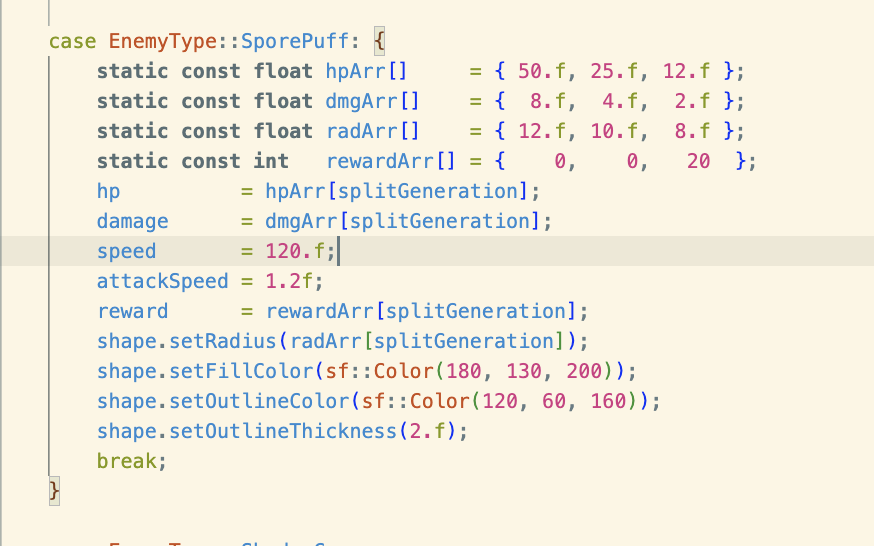 case EnemyType::SporePuff: {
    static const float hpArr[]     = { 50.f, 25.f, 12.f };
    static const float dmgArr[]    = {  8.f,  4.f,  2.f };
    static const float radArr[]    = { 12.f, 10.f,  8.f };
    static const int   rewardArr[] = {    0,    0,   20  };
    hp          = hpArr[splitGeneration];
    damage      = dmgArr[splitGeneration];
    speed       = 120.f;
    attackSpeed = 1.2f;
    reward      = rewardArr[splitGeneration];
    shape.setRadius(radArr[splitGeneration]);
    shape.setFillColor(sf::Color(180, 130, 200));
    shape.setOutlineColor(sf::Color(120, 60, 160));
    shape.setOutlineThickness(2.f);
    break;
}